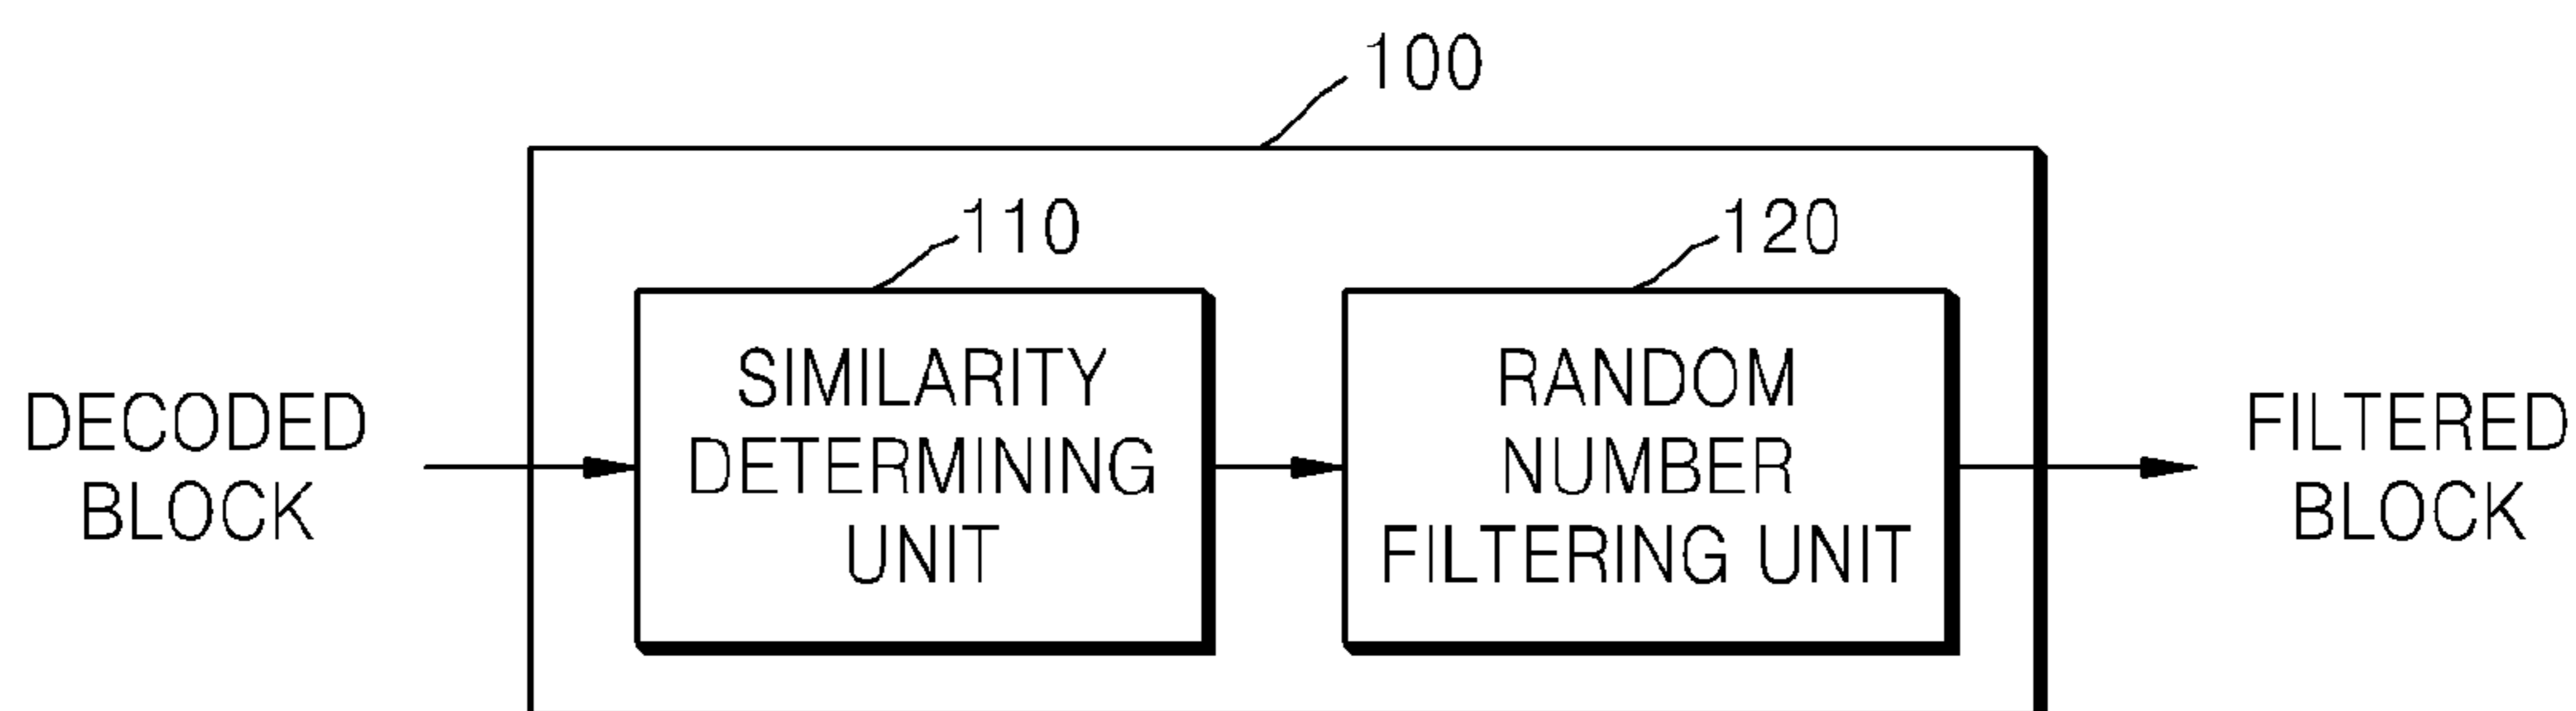 100
110
120
DECODED
BLOCK
SIMILARITY
DETERMINING
UNIT
RANDOM
NUMBER
FILTERING UNIT
FILTERED
BLOCK